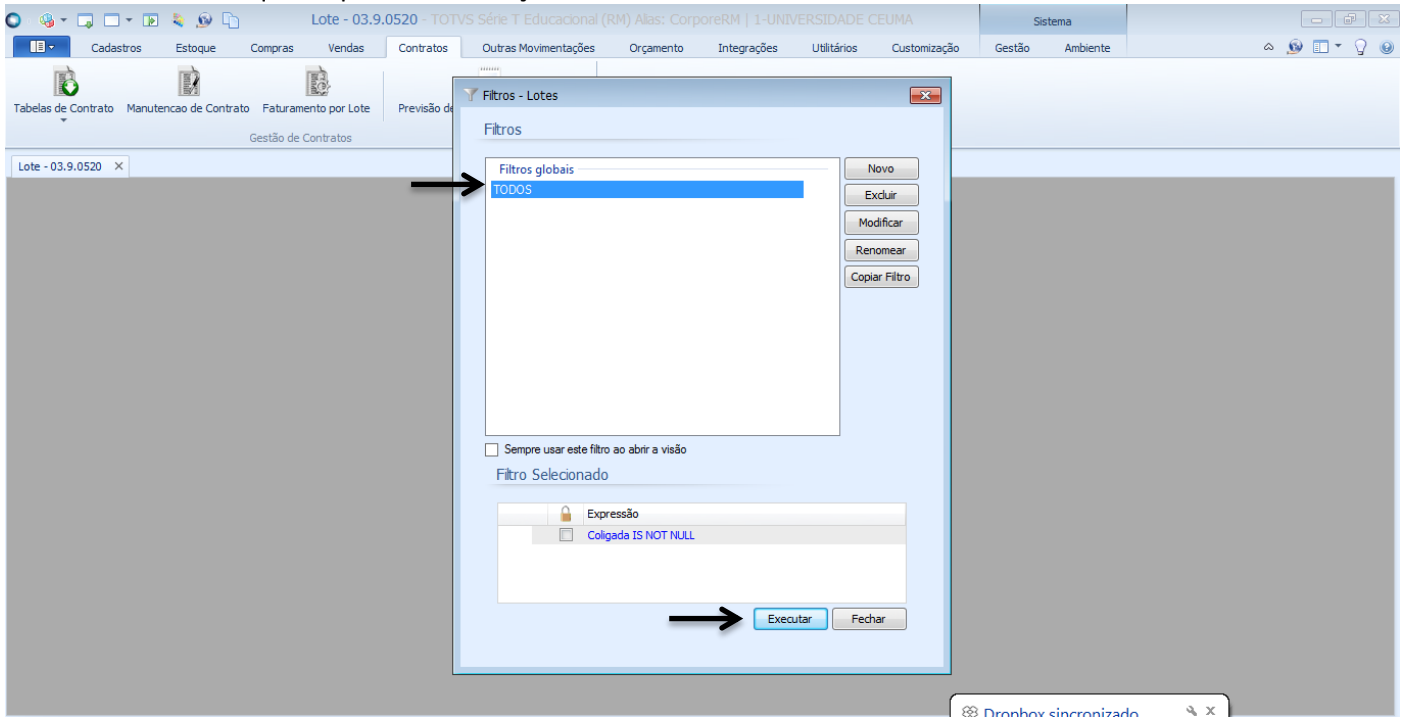 Lote - 03.9.0520 - TOTVS Série T Educacional (RM) Alias: CorporeRM | 1-UNIVERSIDADE CEUMA
Sistema
Cadastros Estoque Compras Vendas Contratos Outras Movimentações Orçamento Integrações Utilitários Customização Gestão Ambiente
Tabelas de Contrato Manutencao de Contrato Faturamento por Lote Previsão de
Gestão de Contratos
Lote - 03.9.0520
Filtros - Lotes
Filtros
Filtros globais
TODOS
Novo
Excluir
Modificar
Renomear
Copiar Filtro
Sempre usar este filtro ao abrir a visão
Filtro Selecionado
Expressão
Coligada IS NOT NULL
Executar Fechar
Dropbox sincronizado